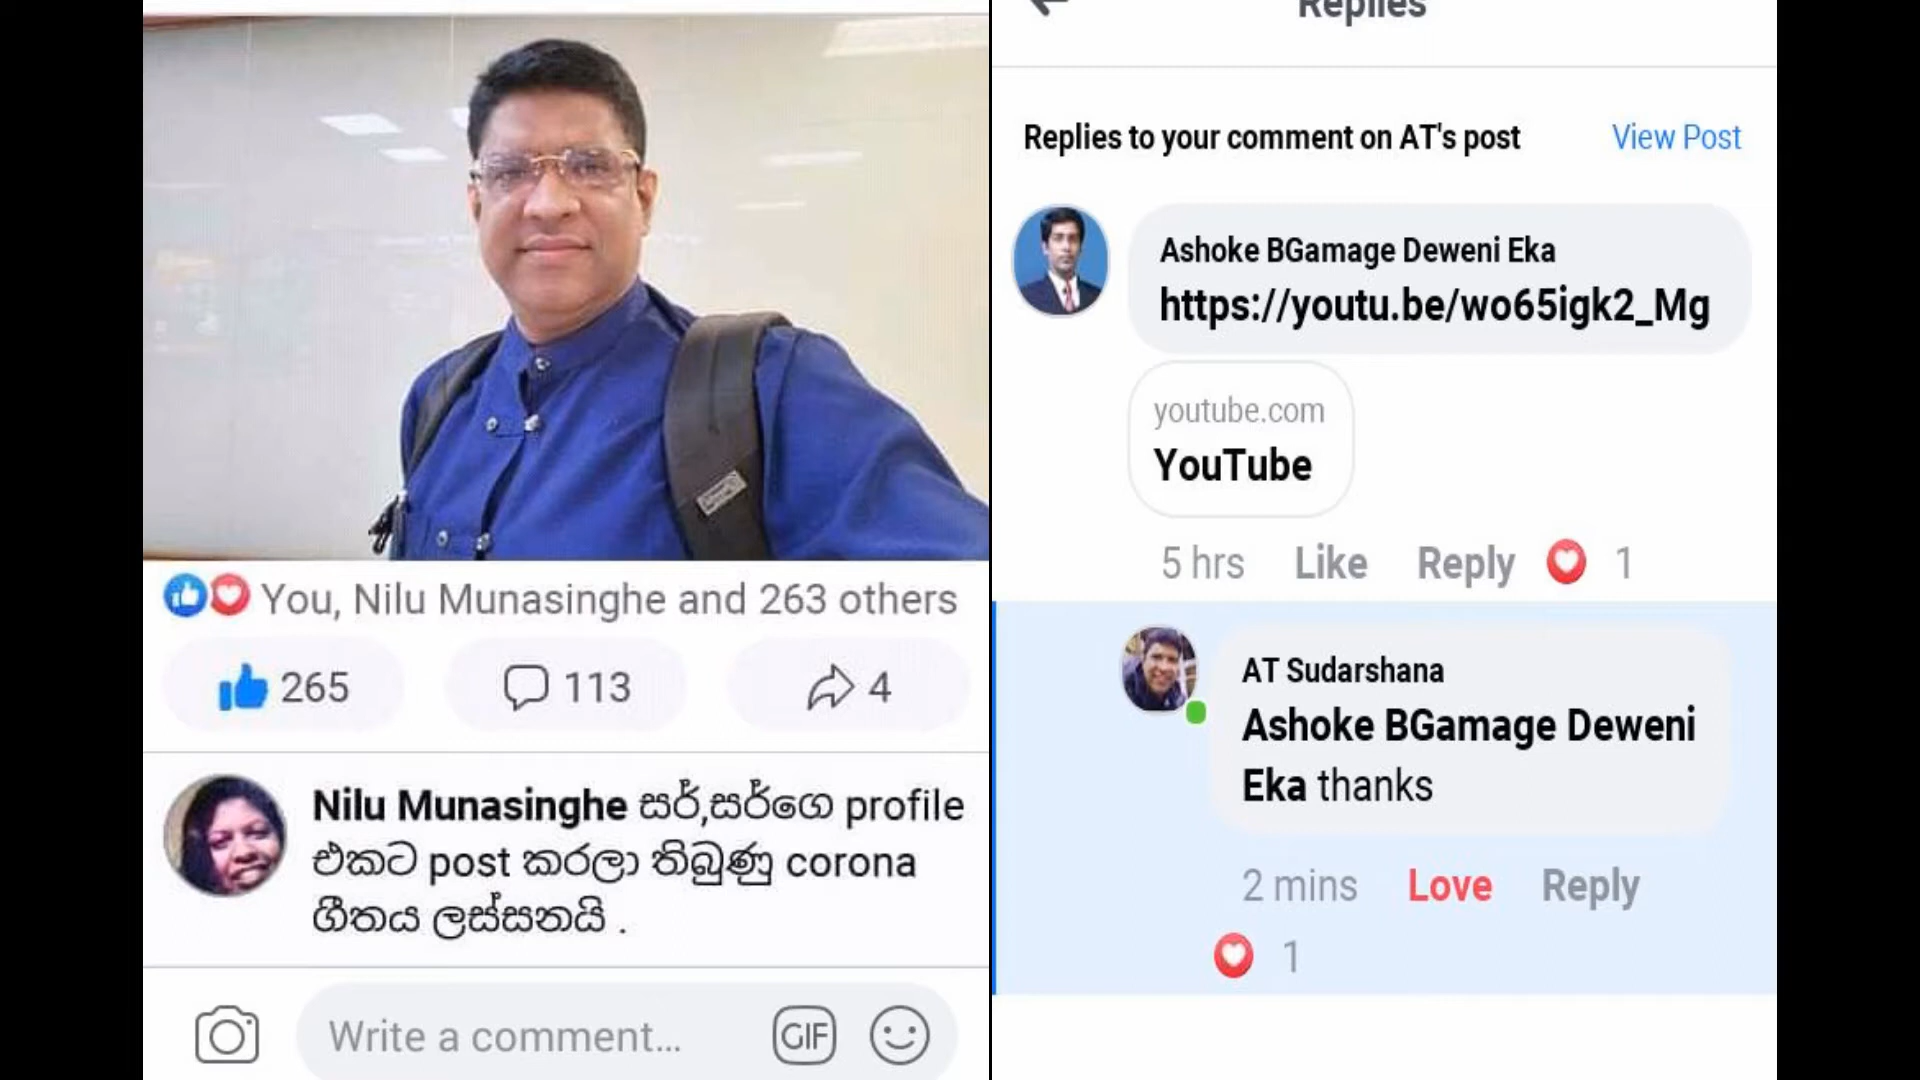 You, Nilu Munasinghe and 263 others
265
113
4
Nilu Munasinghe සර්,සර්ගෙ profile
එකට post කරලා තිබුණු corona
ගීතය ලස්සනයි .
Write a comment...
GIF
Replies
Replies to your comment on AT's post
View Post
Ashoke BGamage Deweni Eka
https://youtu.be/wo65igk2_Mg
youtube.com
YouTube
5 hrs Like Reply 1
AT Sudarshana
Ashoke BGamage Deweni
Eka thanks
2 mins Love Reply
1